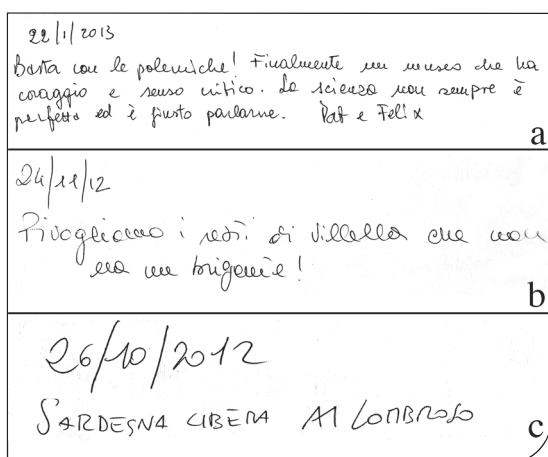 22/1/2013
Basta con le polemiche! Finalmente un museo che ha
coraggio e senso critico. La scienza non sempre è
perfetta ed è giusto parlarne. Pat e Felix
a
24/11/12
Rivogliamo i resti di Villella che non
era un brigante!
b
26/10/2012
SARDEGNA LIBERA
LOMBROSO
c